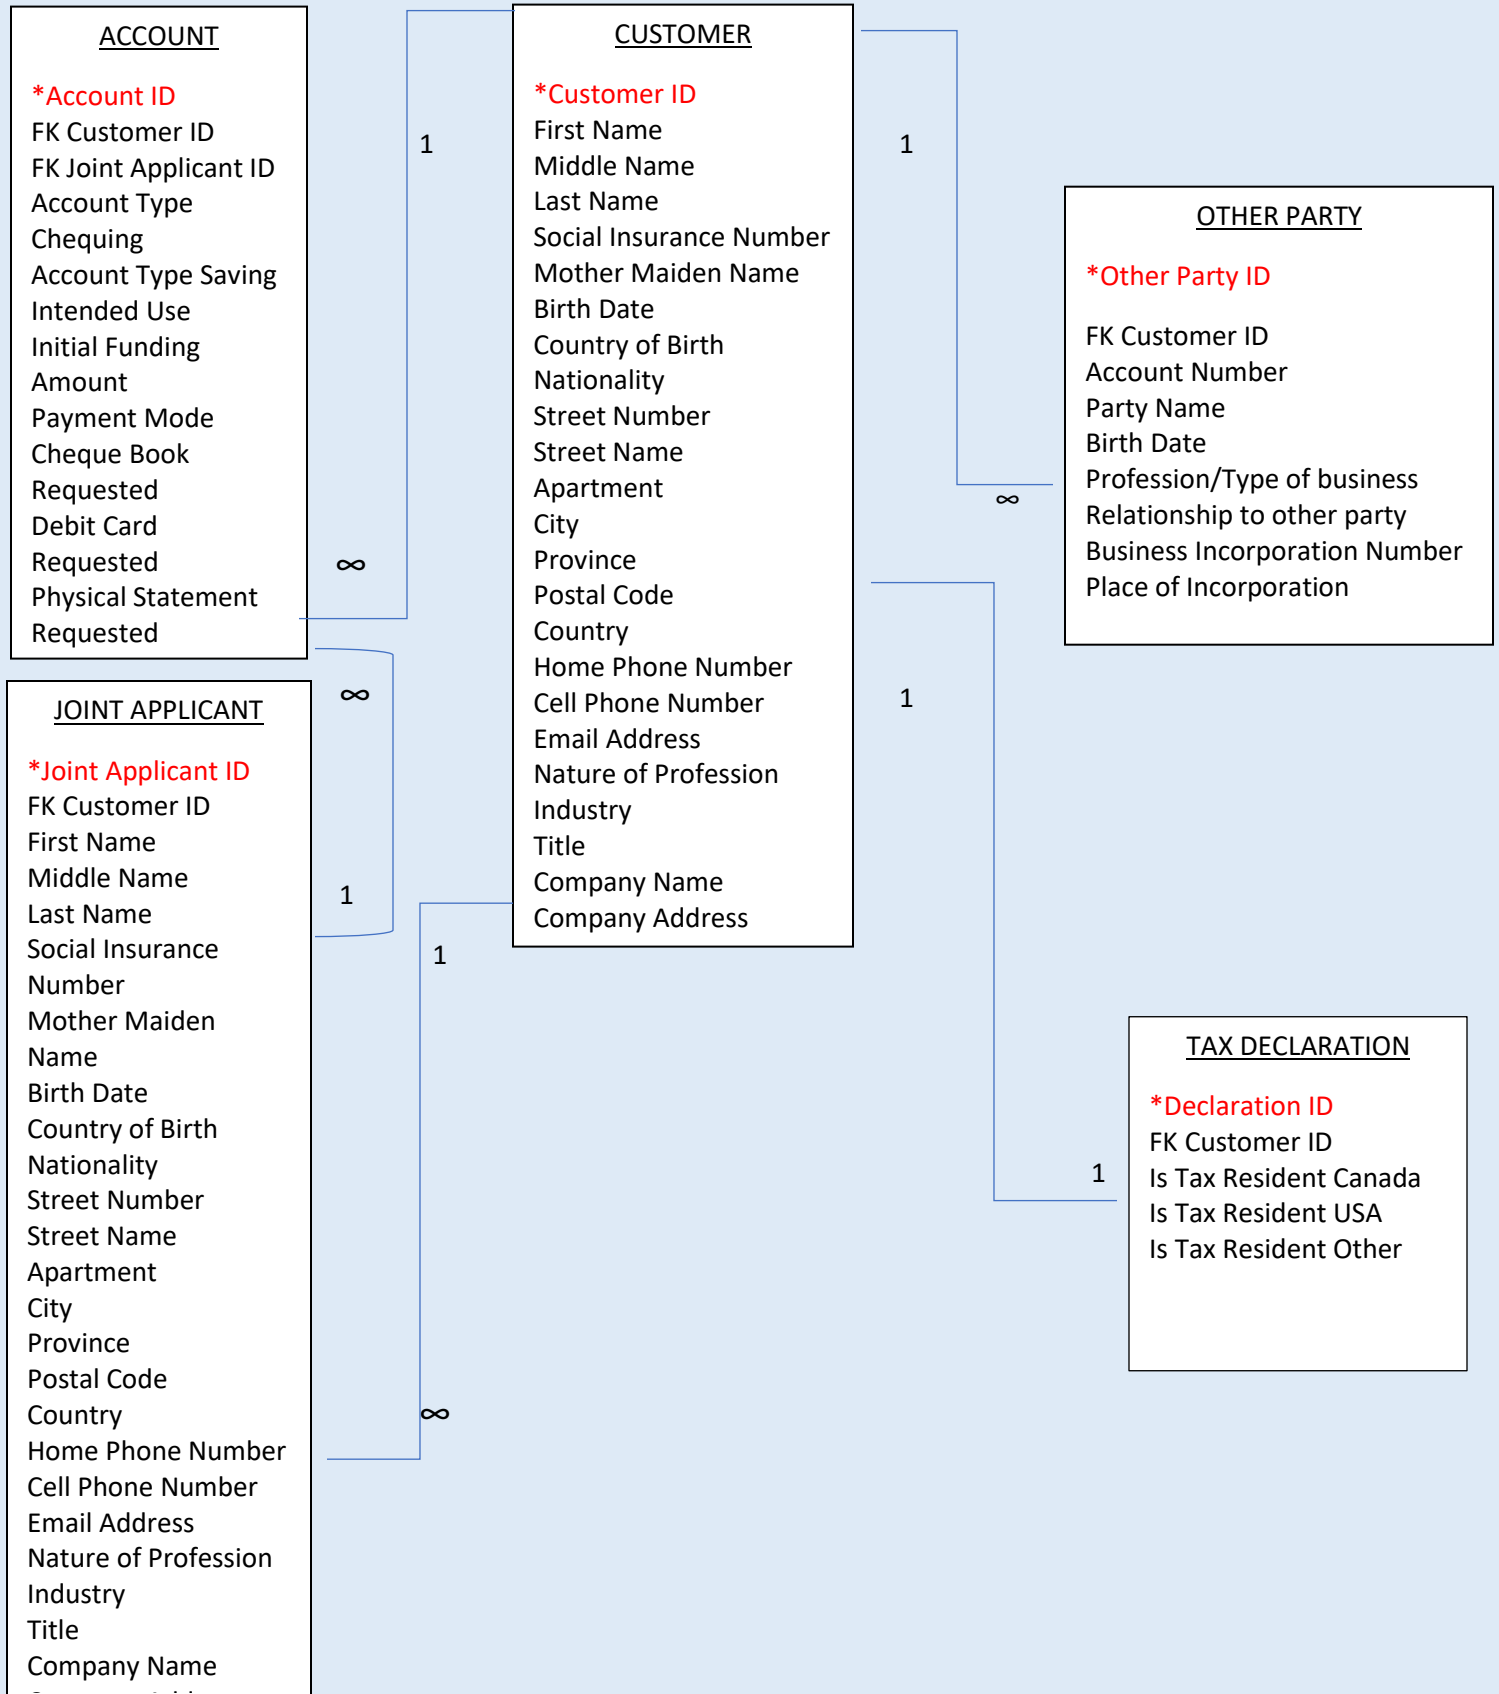 ACCOUNT
*Account ID
FK Customer ID
FK Joint Applicant ID
Account Type
Chequing
Account Type Saving
Intended Use
Initial Funding
Amount
Payment Mode
Cheque Book
Requested
Debit Card
Requested
Physical Statement
Requested
1
∞
CUSTOMER
*Customer ID
First Name
Middle Name
Last Name
Social Insurance Number
Mother Maiden Name
Birth Date
Country of Birth
Nationality
Street Number
Street Name
Apartment
City
Province
Postal Code
Country
Home Phone Number
Cell Phone Number
Email Address
Nature of Profession
Industry
Title
Company Name
Company Address
1
∞
OTHER PARTY
*Other Party ID
FK Customer ID
Account Number
Party Name
Birth Date
Profession/Type of business
Relationship to other party
Business Incorporation Number
Place of Incorporation
JOINT APPLICANT
*Joint Applicant ID
FK Customer ID
First Name
Middle Name
Last Name
Social Insurance
Number
Mother Maiden
Name
Birth Date
Country of Birth
Nationality
Street Number
Street Name
Apartment
City
Province
Postal Code
Country
Home Phone Number
Cell Phone Number
Email Address
Nature of Profession
Industry
Title
Company Name
∞
1
1
∞
1
1
TAX DECLARATION
*Declaration ID
FK Customer ID
Is Tax Resident Canada
Is Tax Resident USA
Is Tax Resident Other